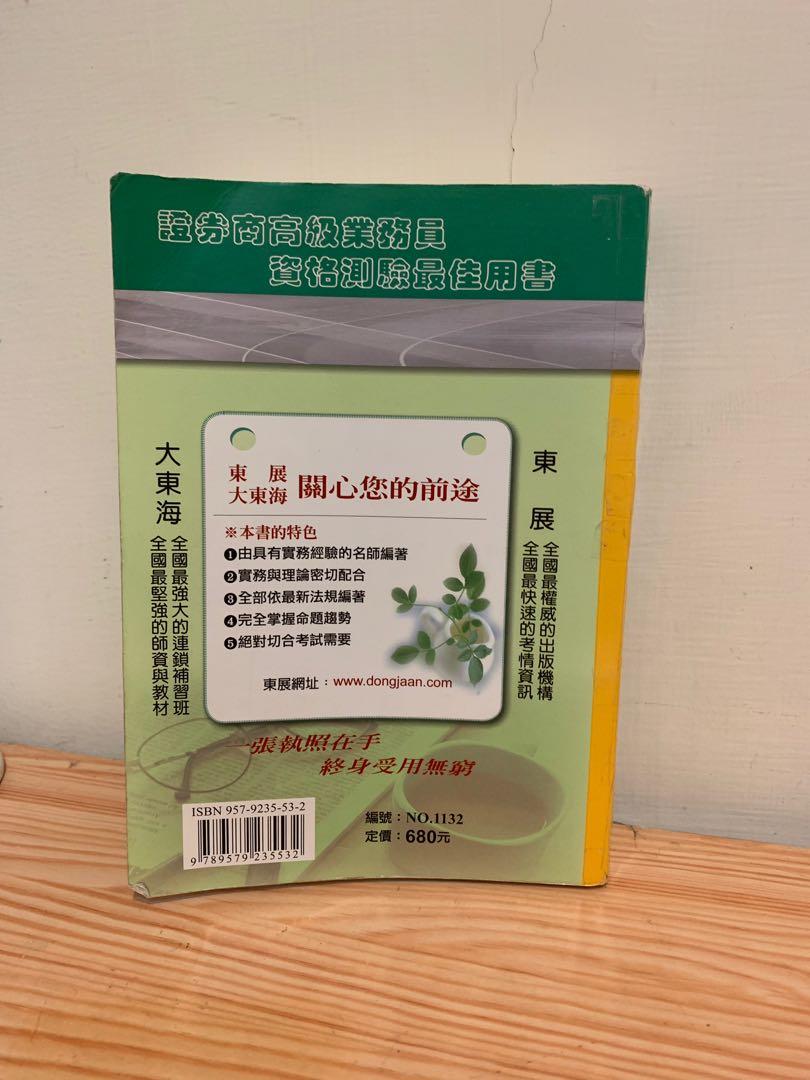 證券商高級業務員
資格測驗最佳用書
大東海
全國最強大的連鎖補習班
全國最堅強的師資與教材
東展
大東海
關心您的前途
※本書的特色
❶由具有實務經驗的名師編著
❷實務與理論密切配合
❸全部依最新法規編著
❹完全掌握命題趨勢
❺絕對切合考試需要
東展網址：www.dongjaan.com
東展
全國最權威的出版機構
全國最快速的考情資訊
一張執照在手
終身受用無窮
ISBN 957-9235-53-2
9 789579 235532
編號：NO.1132
定價：680元